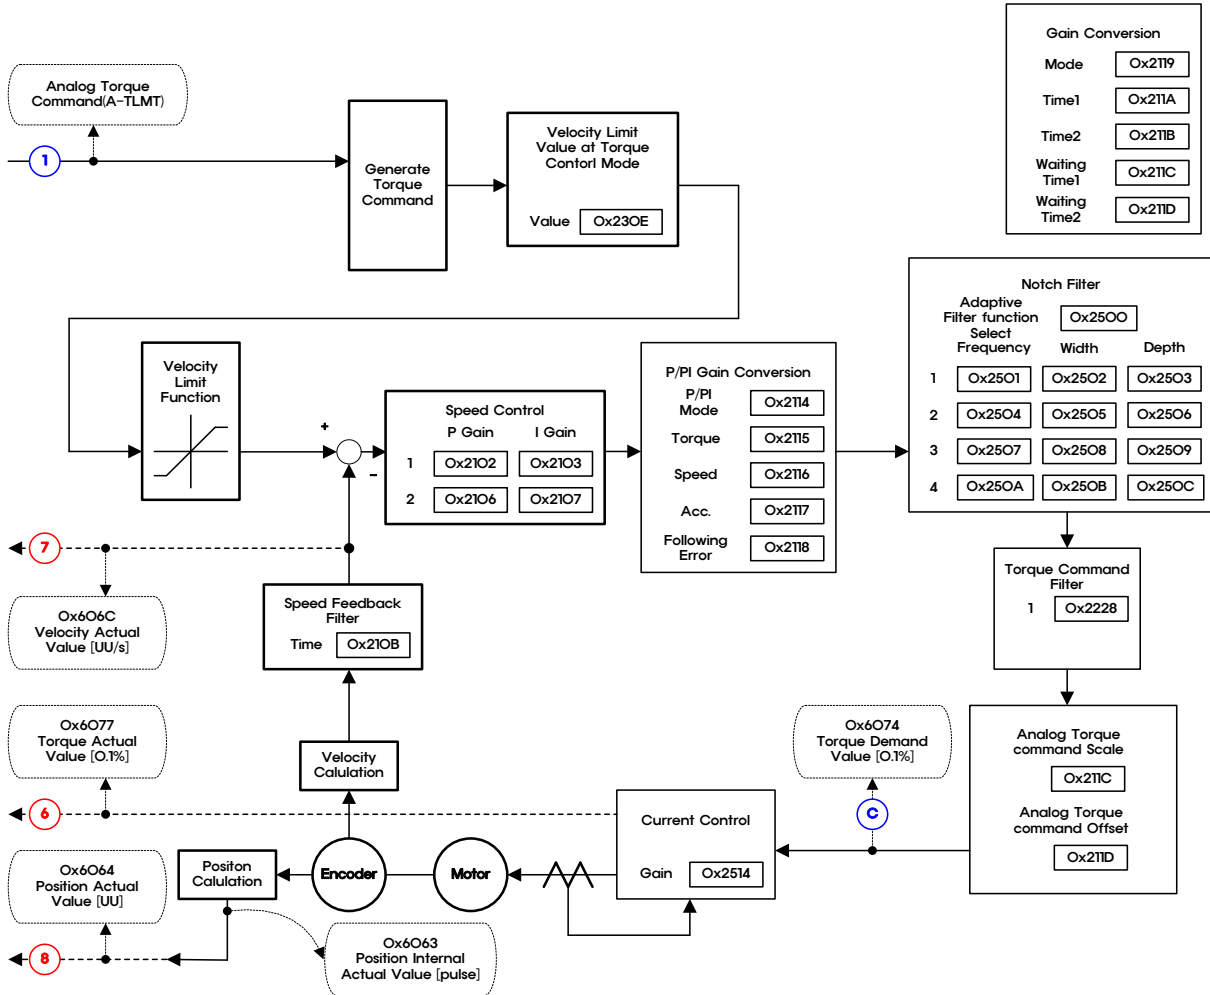 Analog Torque
Command(A-TLMT)
1
Generate
Torque
Command
Velocity Limit
Value at Torque
Contorl Mode
Value 0x230E
Gain Conversion
Mode 0x2119
Time1 0x211A
Time2 0x211B
Waiting
Time1 0x211C
Waiting
Time2 0x211D
Velocity
Limit
Function
+
-
Speed Control
P Gain I Gain
1 0x2102 0x2103
2 0x2106 0x2107
P/PI Gain Conversion
P/PI
Mode 0x2114
Torque 0x2115
Speed 0x2116
Acc. 0x2117
Following
Error 0x2118
Notch Filter
Adaptive
Filter function
Select 0x2500
Frequency Width Depth
1 0x2501 0x2502 0x2503
2 0x2504 0x2505 0x2506
3 0x2507 0x2508 0x2509
4 0x250A 0x250B 0x250C
7
0x606C
Velocity Actual
Value [UU/s]
Speed Feedback
Filter
Time 0x210B
Torque Command
Filter
1 0x2228
0x6077
Torque Actual
Value [0.1%]
Velocity
Calulation
0x6074
Torque Demand
Value [0.1%]
Analog Torque
command Scale
0x211C
Analog Torque
command Offset
0x211D
6
C
Current Control
Gain 0x2514
0x6064
Position Actual
Value [UU]
Positon
Calulation
Encoder
Motor
8
0x6063
Position Internal
Actual Value [pulse]